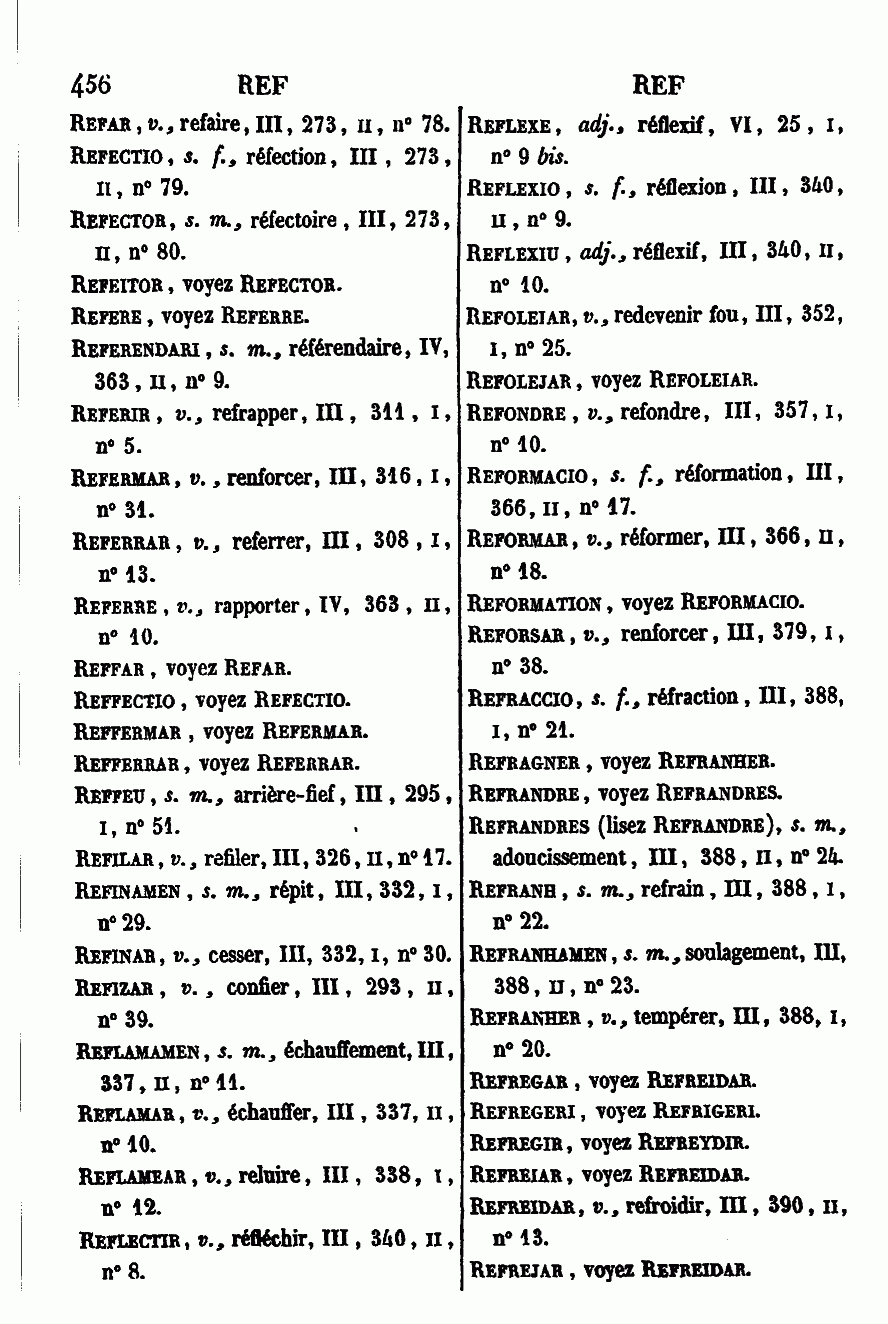 456 REF REF
REFAR, v., refaire, III, 273, II, n° 78.
REFECTIO, s. f., réfection, III, 273,
II, n° 79.
REFECTOR, s. m., réfectoire, III, 273,
II, n° 80.
REFEITOR, voyez REFECTOR.
REFERE, voyez REFERRE.
REFERENDARI, s. m., référendaire, IV,
363, II, n° 9.
REFERIR, v., refrapper, III, 311, I,
n° 5.
REFERMAR, v., renforcer, III, 316, I,
n° 31.
REFERRAR, v., referrer, III, 308, I,
n° 13.
REFERRE, v., rapporter, IV, 363, II,
n° 10.
REFFAR, voyez REFAR.
REFFECTIO, voyez REFECTIO.
REFFERMAR, voyez REFERMAR.
REFFERRAR, voyez REFERRAR.
REFFEU, s. m., arrière-fief, III, 295,
I, n° 51.
REFILAR, v., refiler, III, 326, II, n° 17.
REFINAMEN, s. m., répit, III, 332, I,
n° 29.
REFINAR, v., cesser, III, 332, I, n° 30.
REFIZAR, v., confier, III, 293, II,
n° 39.
REFLAMAMEN, s. m., échauffement, III,
337, II, n° 11.
REFLAMAR, v., échauffer, III, 337, II,
n° 10.
REFLAMEAR, v., reluire, III, 338, I,
n° 12.
REFLECTIR, v., réfléchir, III, 340, II,
n° 8.
REFLEXE, adj., réflexif, VI, 25, I,
n° 9 bis.
REFLEXIO, s. f., réflexion, III, 340,
II, n° 9.
REFLEXIU, adj., réflexif, III, 340, II,
n° 10.
REFOLEIAR, v., redevenir fou, III, 352,
I, n° 25.
REFOLEJAR, voyez REFOLEIAR.
REFONDRE, v., refondre, III, 357, I,
n° 10.
REFORMACIO, s. f., réformation, III,
366, II, n° 17.
REFORMAR, v., réformer, III, 366, II,
n° 18.
REFORMATION, voyez REFORMACIO.
REFORSAR, v., renforcer, III, 379, I,
n° 38.
REFRACCIO, s. f., réfraction, III, 388,
I, n° 21.
REFRAGNER, voyez REFRANHER.
REFRANDRE, voyez REFRANDRES.
REFRANDRES (lisez REFRANDRE), s. m.,
adoucissement, III, 388, II, n° 24.
REFRANH, s. m., refrain, III, 388, I,
n° 22.
REFRANHAMEN, s. m., soulagement, III,
388, II, n° 23.
REFRANHER, v., tempérer, III, 388, I,
n° 20.
REFREGAR, voyez REFREIDAR.
REFREGERI, voyez REFRIGERI.
REFREGIR, voyez REFREYDIR.
REFREIAR, voyez REFREIDAR.
REFREIDAR, v., refroidir, III, 390, II,
n° 13.
REFREJAR, voyez REFREIDAR.